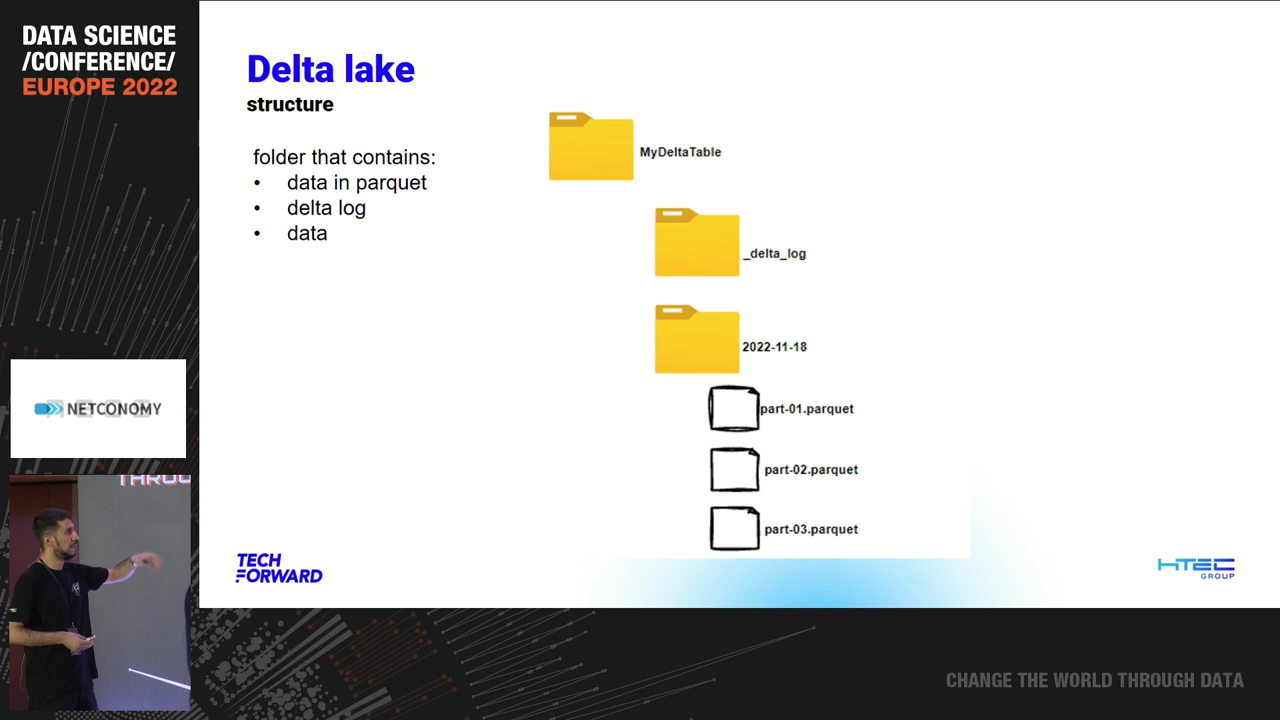 DATA SCIENCE
/CONFERENCE/
EUROPE 2022
Delta lake
structure
folder that contains:
• data in parquet
• delta log
• data
MyDeltaTable
_delta_log
2022-11-18
part-01.parquet
part-02.parquet
part-03.parquet
NETCONOMY
THROU
TECH
FORWARD
HTEC
GROUP
CHANGE THE WORLD THROUGH DATA